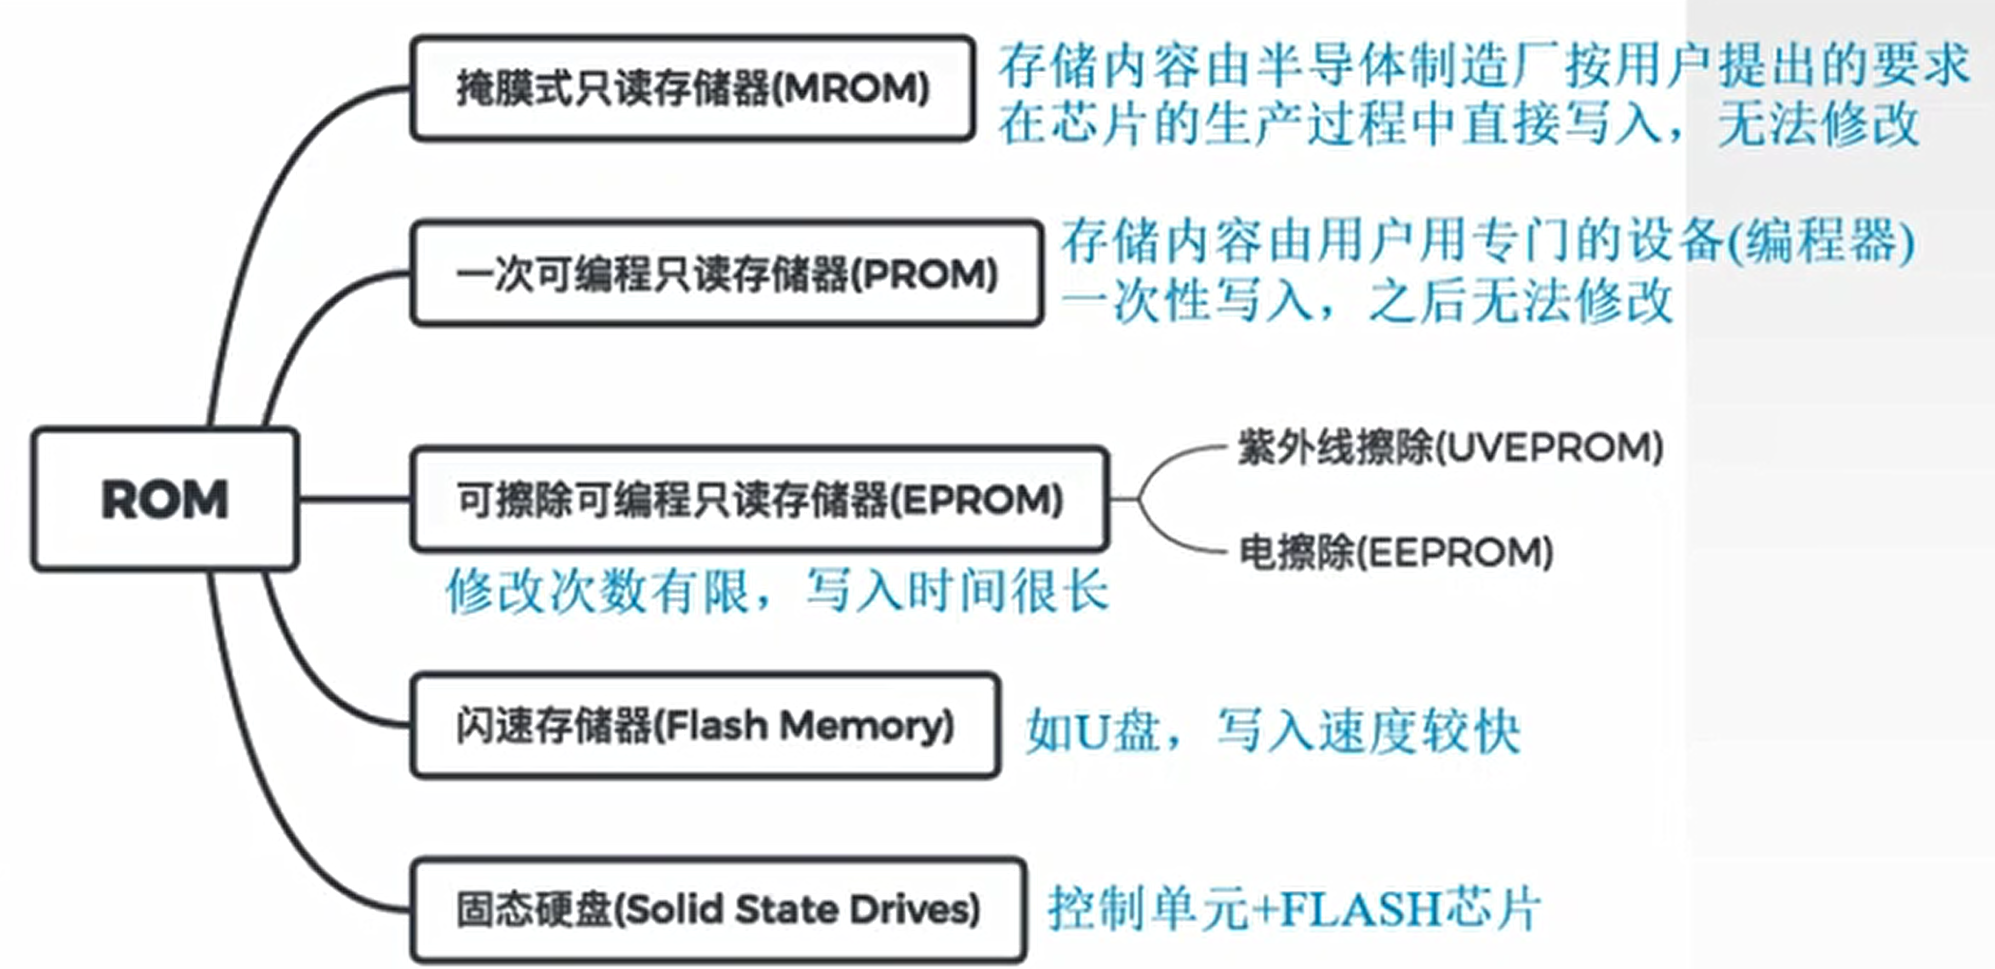 掩膜式只读存储器(MROM)
存储内容由半导体制造厂按用户提出的要求
在芯片的生产过程中直接写入，无法修改
一次可编程只读存储器(PROM)
存储内容由用户用专门的设备(编程器)
一次性写入，之后无法修改
ROM
可擦除可编程只读存储器(EPROM)
紫外线擦除(UVEPROM)
电擦除(EEPROM)
修改次数有限，写入时间很长
闪速存储器(Flash Memory)
如U盘，写入速度较快
固态硬盘(Solid State Drives)
控制单元+FLASH芯片